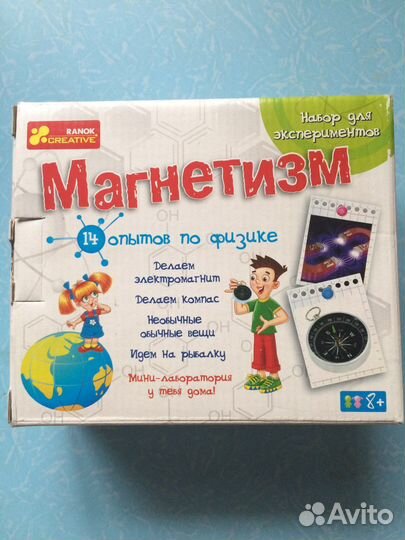 RANOK
CREATIVE
Набор для
экспериментов
Магнетизм
14 опытов по физике
Делаем
электромагнит
Делаем компас
Необычные
обычные вещи
Идем на рыбалку
Мини-лаборатория
у тебя дома!
8+
Avito